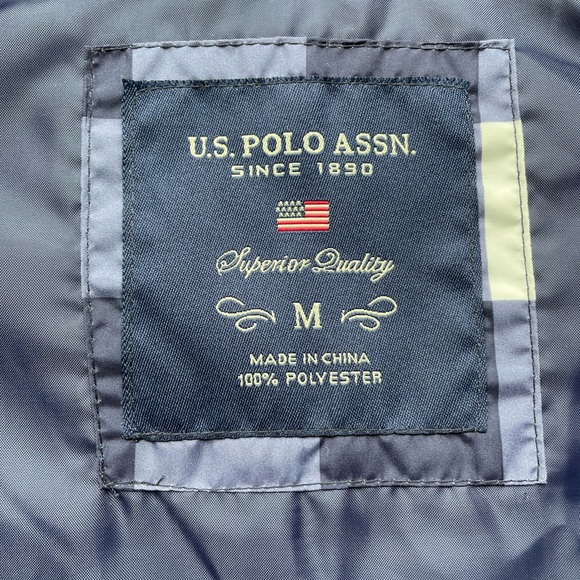 U.S. POLO ASSN.
SINCE 1890
Superior Quality
M
MADE IN CHINA
100% POLYESTER